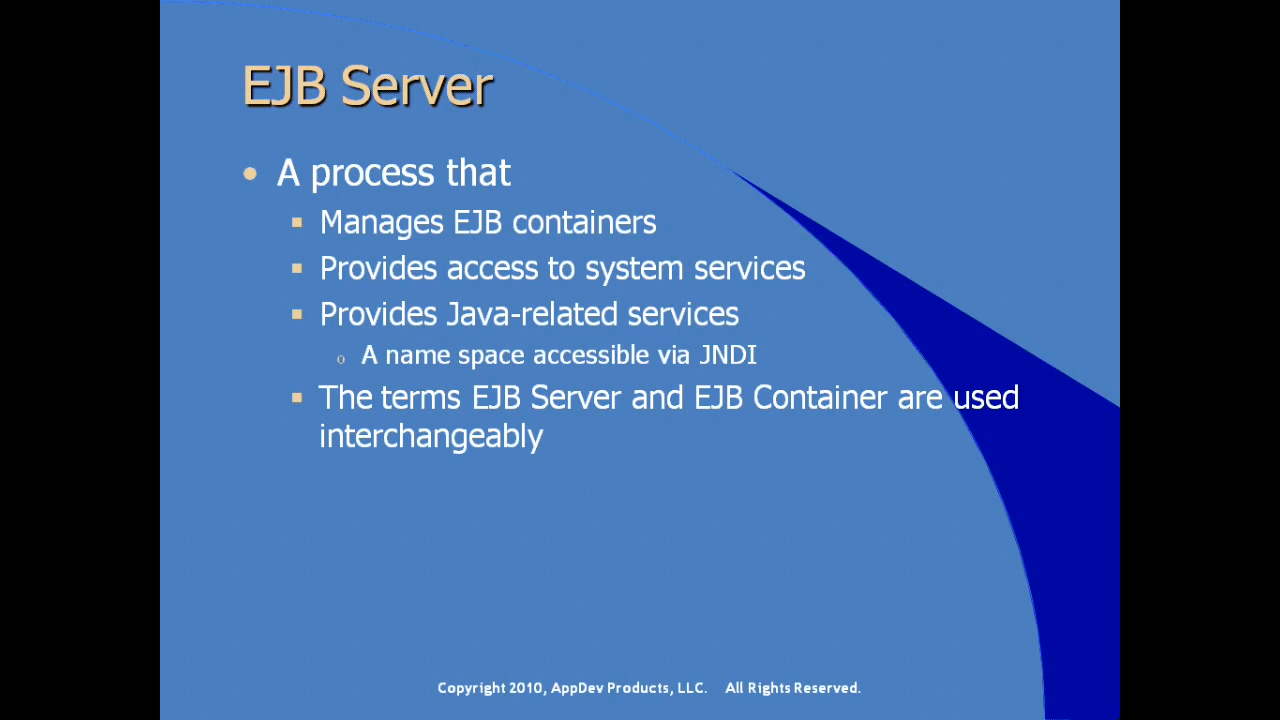 EJB Server
• A process that
▪ Manages EJB containers
▪ Provides access to system services
▪ Provides Java-related services
o A name space accessible via JNDI
▪ The terms EJB Server and EJB Container are used
interchangeably
Copyright 2010, AppDev Products, LLC. All Rights Reserved.